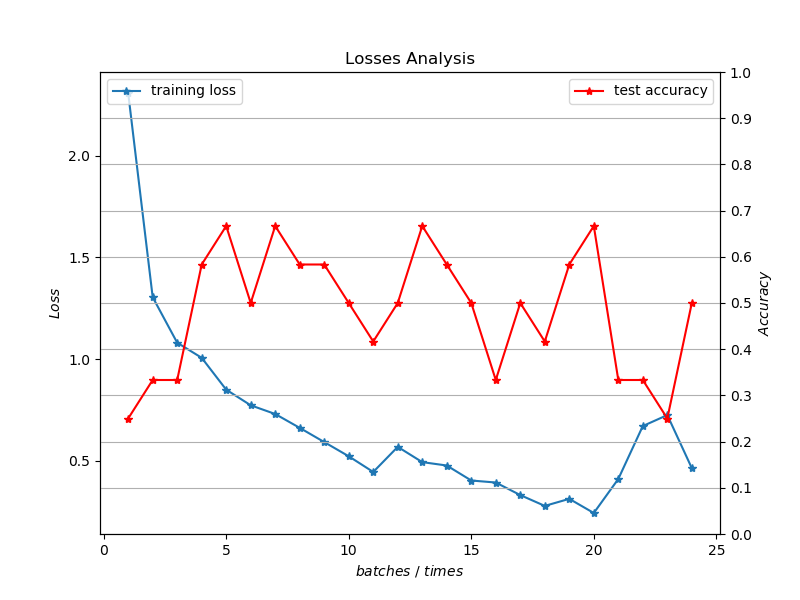 Losses Analysis
training loss
test accuracy
2.0
1.5
1.0
0.5
Loss
1.0
0.9
0.8
0.7
0.6
0.5
0.4
0.3
0.2
0.1
0.0
Accuracy
0 5 10 15 20 25
batches / times